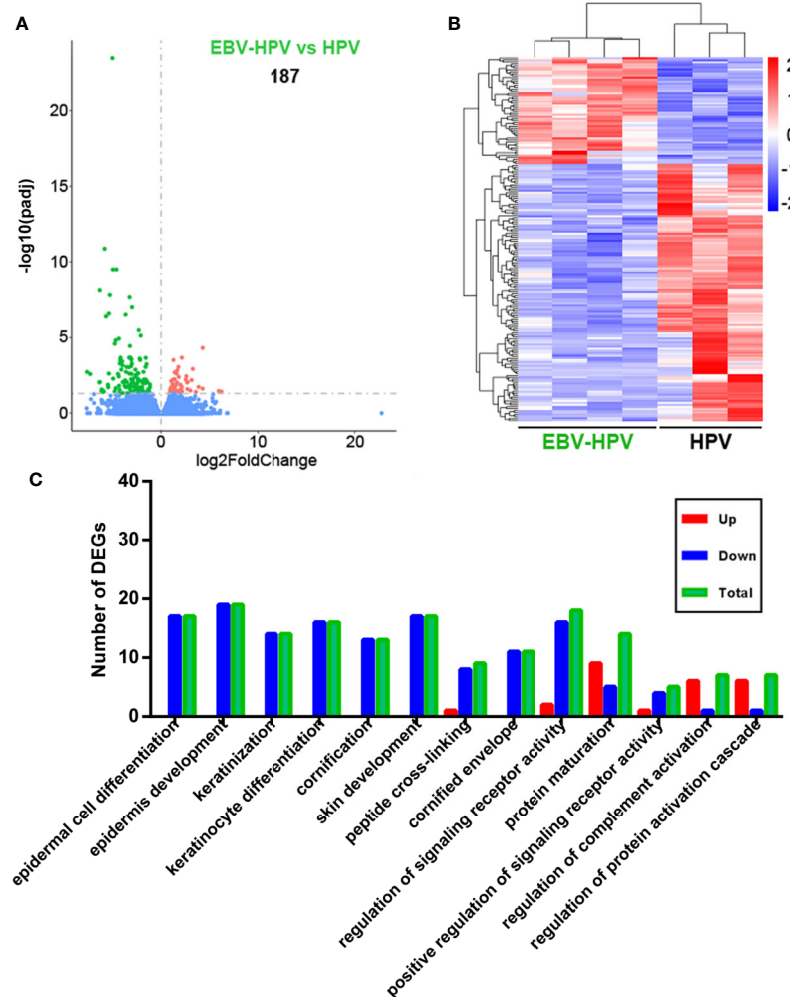 A
EBV-HPV vs HPV
187
-log10(padj)
20
15
10
5
0
0
10
20
log2FoldChange
B
2
1
0
-1
-2
EBV-HPV
HPV
C
Number of DEGs
40
30
20
10
0
Up
Down
Total
epidermal cell differentiation
epidermis development
keratinization
keratinocyte differentiation
cornification
skin development
peptide cross-linking
cornified envelope
regulation of signaling receptor activity
protein maturation
positive regulation of signaling receptor activity
regulation of complement activation
regulation of protein activation cascade